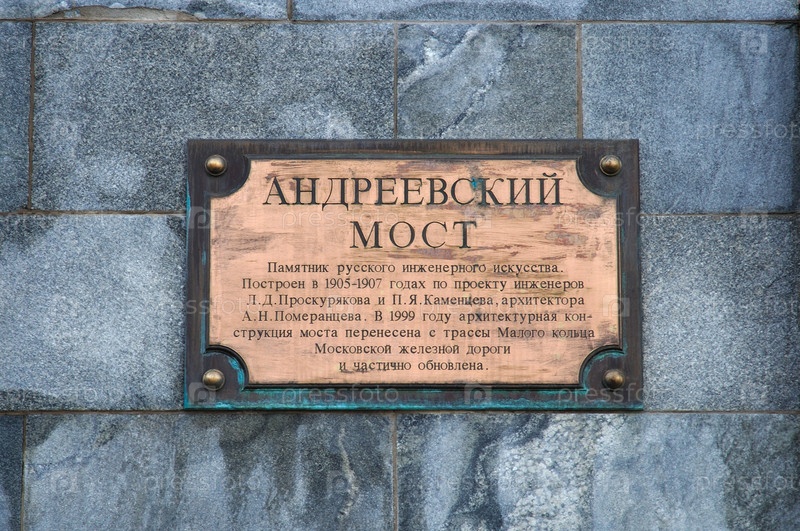 АНДРЕЕВСКИЙ
МОСТ
Памятник русского инженерного искусства.
Построен в 1905-1907 годах по проекту инженеров
Л.Д.Проскурякова и П.Я.Каменцева, архитектора
А.Н.Померанцева. В 1999 году архитектурная кон-
струкция моста перенесена с трассы Малого кольца
Московской железной дороги
и частично обновлена.
pressfoto